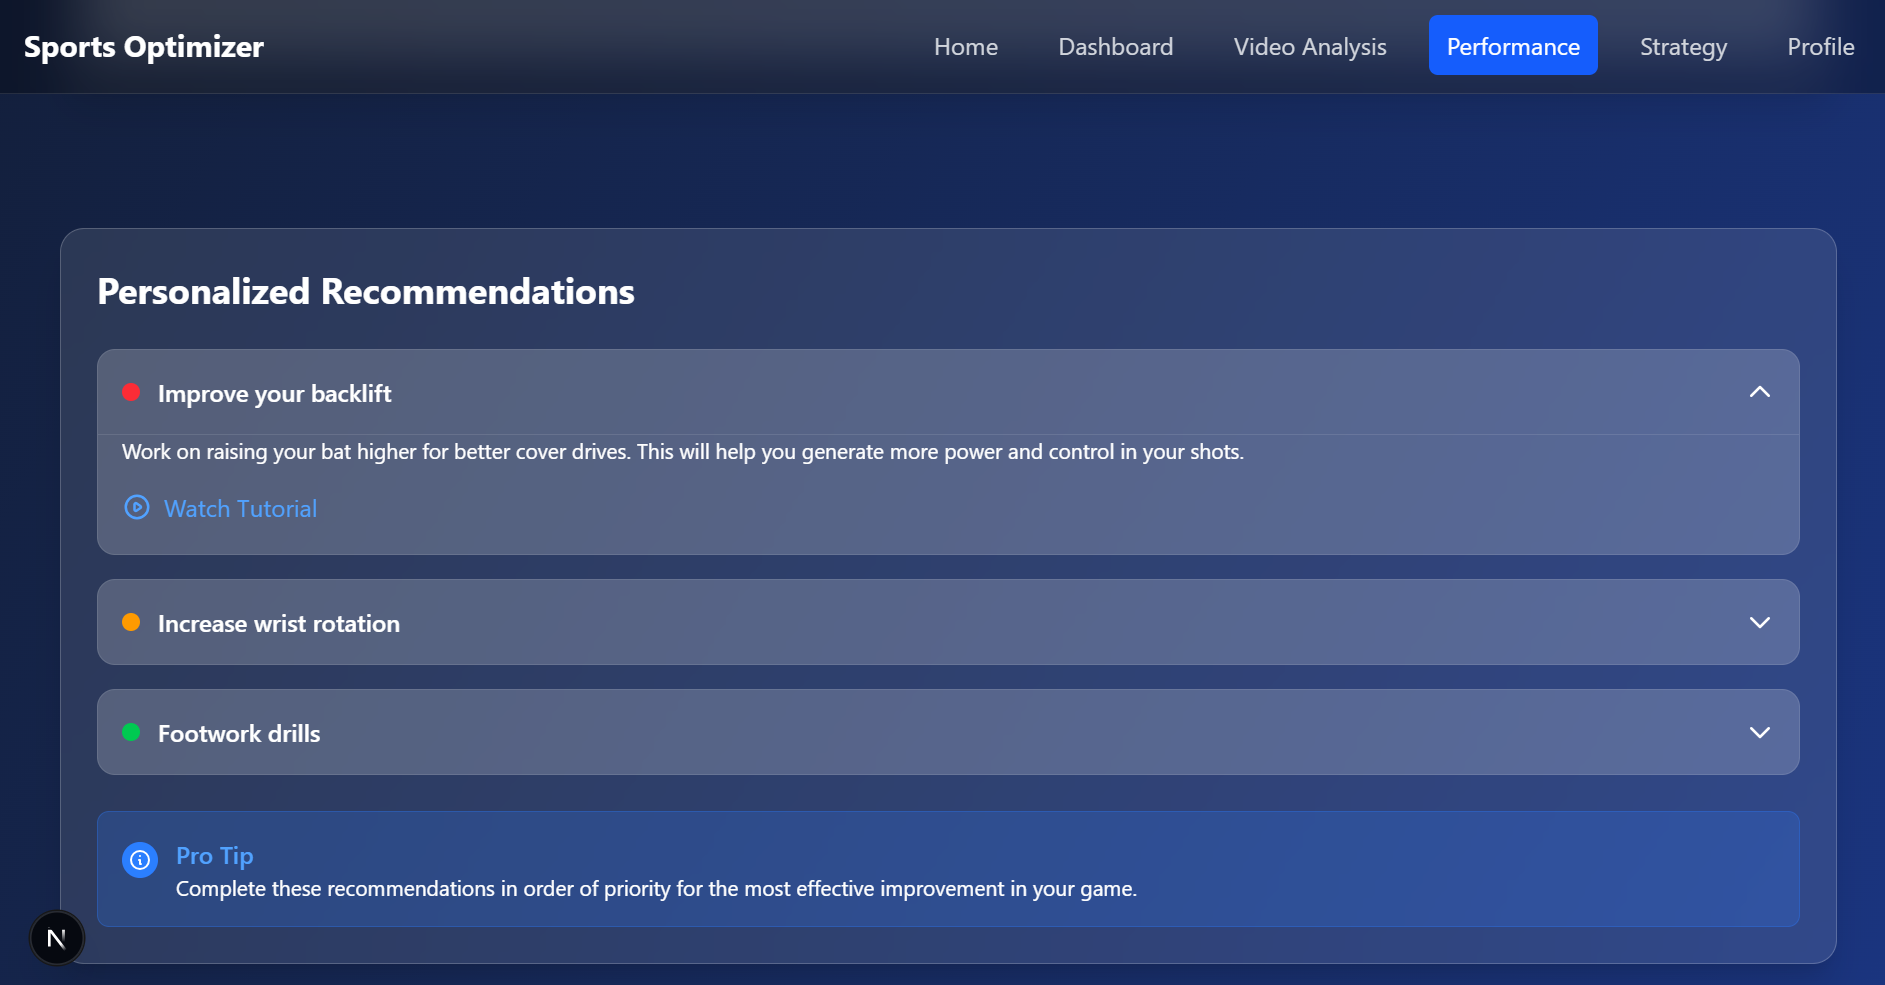 Sports Optimizer
Home
Dashboard
Video Analysis
Performance
Strategy
Profile
Personalized Recommendations
Improve your backlift
Work on raising your bat higher for better cover drives. This will help you generate more power and control in your shots.
Watch Tutorial
Increase wrist rotation
Footwork drills
Pro Tip
Complete these recommendations in order of priority for the most effective improvement in your game.
N